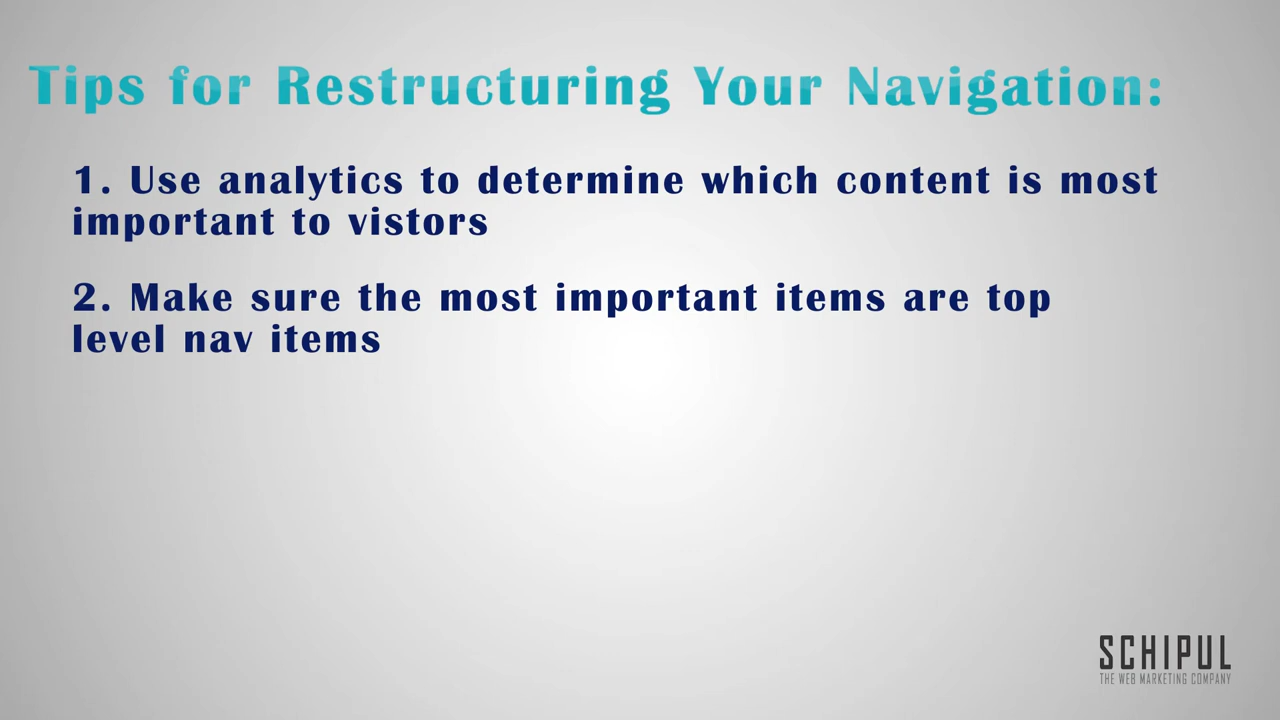 Tips for Restructuring Your Navigation:
1. Use analytics to determine which content is most
important to vistors
2. Make sure the most important items are top
level nav items
SCHIPUL
THE WEB MARKETING COMPANY